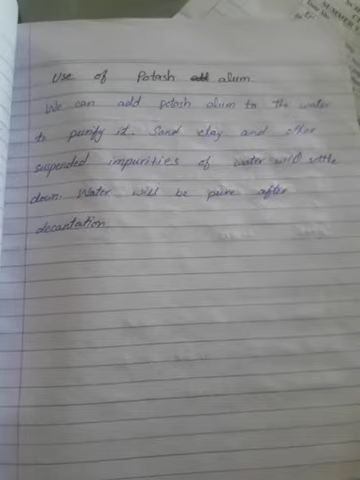 Use of Potash alum.
We can add potash alum to the water
to purify it. Sand clay and other
suspended impurities of water will settle
down. Water will be pure after
decantation.